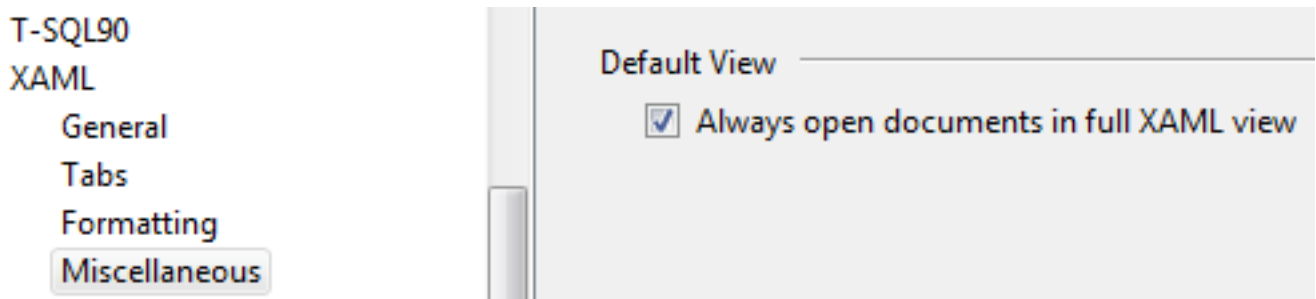 T-SQL90
XAML
General
Tabs
Formatting
Miscellaneous
Default View
Always open documents in full XAML view